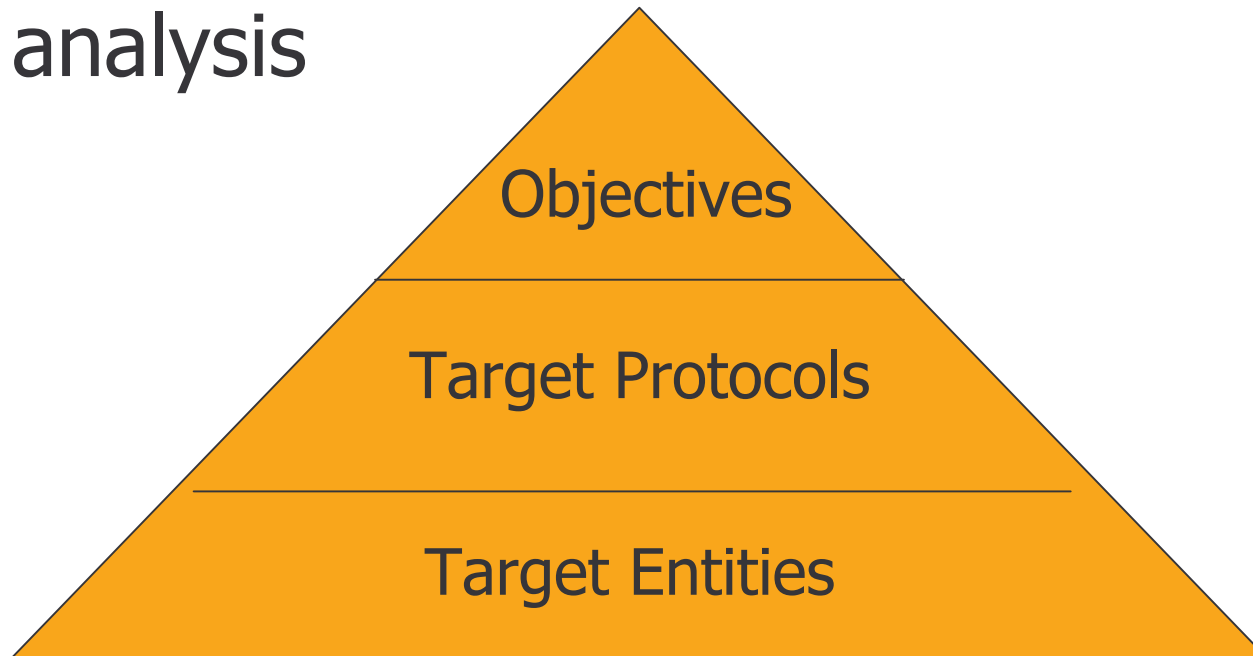 analysis
Objectives
Target Protocols
Target Entities